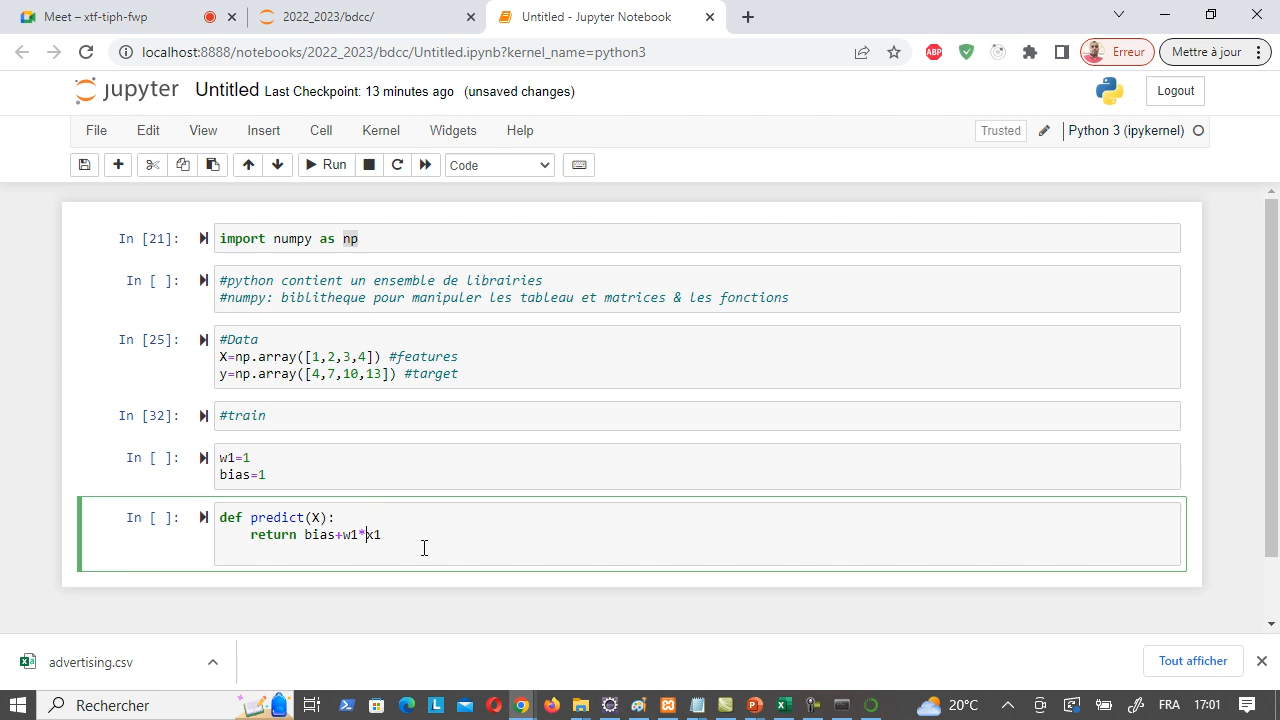 Meet – xtf-tiph-fwp
2022_2023/bdcc/
Untitled - Jupyter Notebook
localhost:8888/notebooks/2022_2023/bdcc/Untitled.ipynb?kernel_name=python3
ABP
Erreur
Mettre à jour
jupyter Untitled Last Checkpoint: 13 minutes ago (unsaved changes)
Logout
File Edit View Insert Cell Kernel Widgets Help
Trusted
Python 3 (ipykernel)
Run
Code
In [21]: import numpy as np
In [ ]: #python contient un ensemble de librairies
#numpy: biblitheque pour manipuler les tableau et matrices & les fonctions
In [25]: #Data
X=np.array([1,2,3,4]) #features
y=np.array([4,7,10,13]) #target
In [32]: #train
In [ ]: w1=1
bias=1
In [ ]: def predict(X):
return bias+w1*x1
advertising.csv
Tout afficher
Rechercher
20°C
FRA
17:01